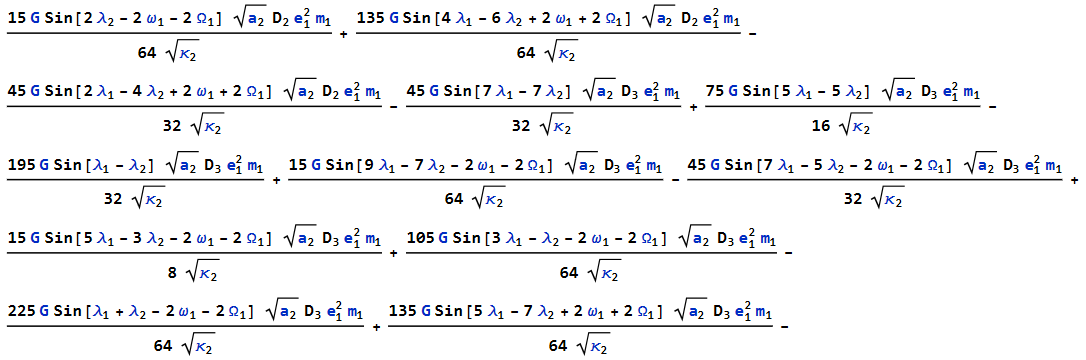 15 G Sin[2 λ₁ - 2 ω₁ - 2 Ω₁] √a₂ D₂ e₁² m₁ / 64 √κ₂ + 135 G Sin[4 λ₁ - 6 λ₂ + 2 ω₁ + 2 Ω₁] √a₂ D₂ e₁² m₁ / 64 √κ₂ -
45 G Sin[2 λ₁ - 4 λ₂ + 2 ω₁ + 2 Ω₁] √a₂ D₂ e₁² m₁ / 32 √κ₂ - 45 G Sin[7 λ₁ - 7 λ₂] √a₂ D₃ e₁² m₁ / 32 √κ₂ + 75 G Sin[5 λ₁ - 5 λ₂] √a₂ D₃ e₁² m₁ / 16 √κ₂ -
195 G Sin[λ₁ - λ₂] √a₂ D₃ e₁² m₁ / 32 √κ₂ + 15 G Sin[9 λ₁ - 7 λ₂ - 2 ω₁ - 2 Ω₁] √a₂ D₃ e₁² m₁ / 64 √κ₂ - 45 G Sin[7 λ₁ - 5 λ₂ - 2 ω₁ - 2 Ω₁] √a₂ D₃ e₁² m₁ / 32 √κ₂ +
15 G Sin[5 λ₁ - 3 λ₂ - 2 ω₁ - 2 Ω₁] √a₂ D₃ e₁² m₁ / 8 √κ₂ + 105 G Sin[3 λ₁ - λ₂ - 2 ω₁ - 2 Ω₁] √a₂ D₃ e₁² m₁ / 64 √κ₂ -
225 G Sin[λ₁ + λ₂ - 2 ω₁ - 2 Ω₁] √a₂ D₃ e₁² m₁ / 64 √κ₂ + 135 G Sin[5 λ₁ - 7 λ₂ + 2 ω₁ + 2 Ω₁] √a₂ D₃ e₁² m₁ / 64 √κ₂ -